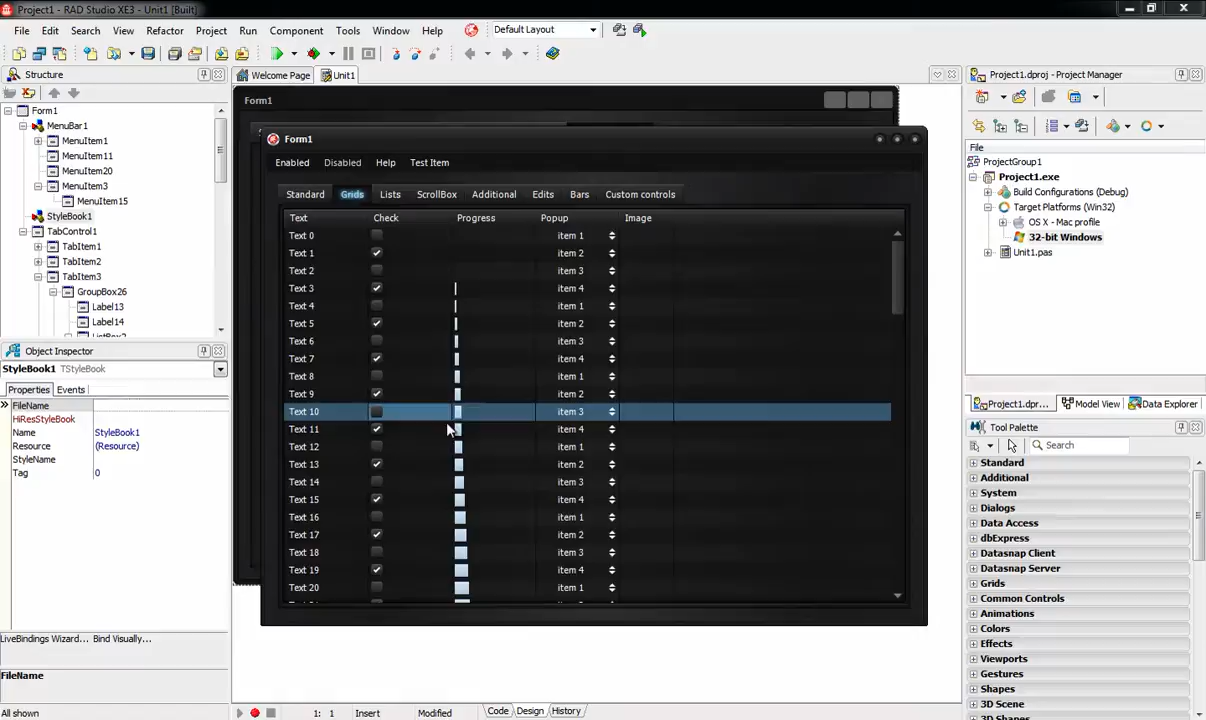 Project1 - RAD Studio XE3 - Unit1 [Built]
File Edit Search View Refactor Project Run Component Tools Window Help Default Layout
Structure
Form1
MenuBar1
MenuItem1
MenuItem11
MenuItem20
MenuItem3
MenuItem15
StyleBook1
TabControl1
TabItem1
TabItem2
TabItem3
GroupBox26
Label13
Label14
Object Inspector
StyleBook1 TStyleBook
Properties Events
FileName
HiResStyleBook
Name StyleBook1
Resource (Resource)
StyleName
Tag 0
LiveBindings Wizard... Bind Visually...
FileName
All shown
Welcome Page Unit1
Form1
Form1
Enabled Disabled Help Test Item
Standard Grids Lists ScrollBox Additional Edits Bars Custom controls
Text Check Progress Popup Image
Text 0 item 1
Text 1 item 2
Text 2 item 3
Text 3 item 4
Text 4 item 1
Text 5 item 2
Text 6 item 3
Text 7 item 4
Text 8 item 1
Text 9 item 2
Text 10 item 3
Text 11 item 4
Text 12 item 1
Text 13 item 2
Text 14 item 3
Text 15 item 4
Text 16 item 1
Text 17 item 2
Text 18 item 3
Text 19 item 4
Text 20 item 1
1: 1 Insert Modified Code Design History
Project1.dproj - Project Manager
File
ProjectGroup1
Project1.exe
Build Configurations (Debug)
Target Platforms (Win32)
OS X - Mac profile
32-bit Windows
Unit1.pas
Project1.dpr... Model View Data Explorer
Tool Palette
Search
Standard
Additional
System
Dialogs
Data Access
dbExpress
Datasnap Client
Datasnap Server
Grids
Common Controls
Animations
Colors
Effects
Viewports
Gestures
Shapes
3D Scene
3D Shapes